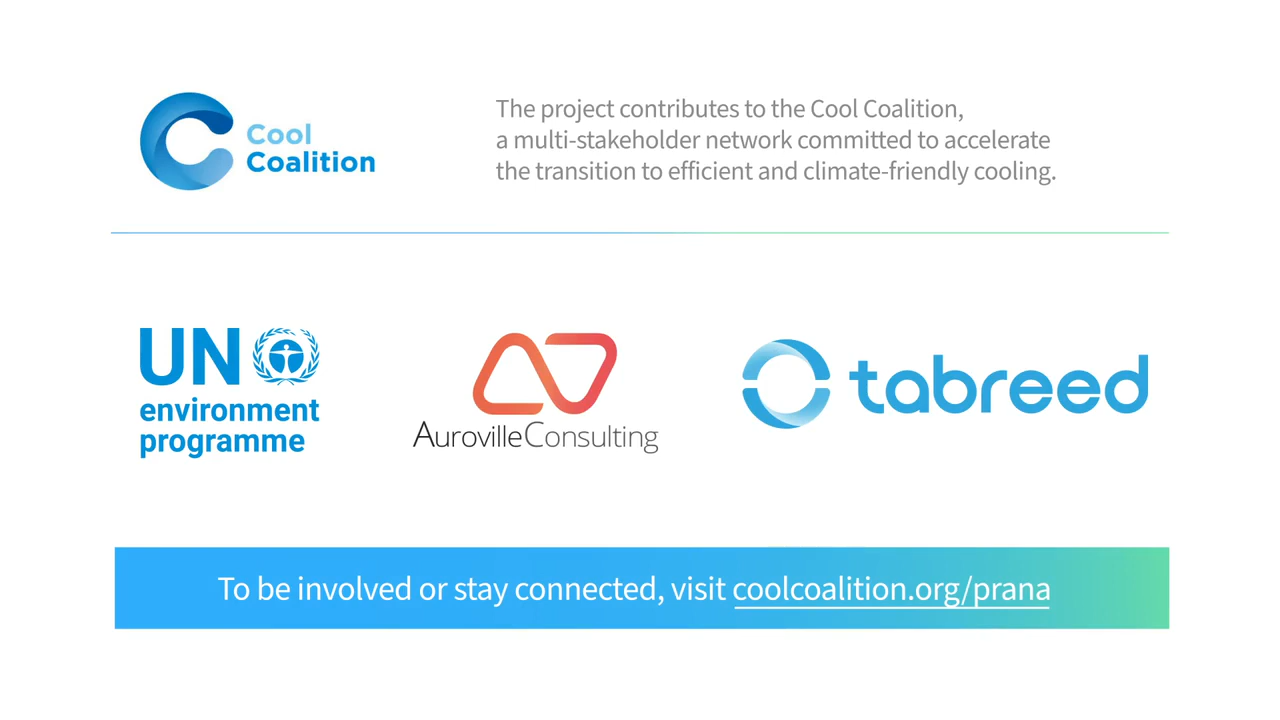 Cool
Coalition
The project contributes to the Cool Coalition,
a multi-stakeholder network committed to accelerate
the transition to efficient and climate-friendly cooling.
UN
environment
programme
AurovilleConsulting
tabreed
To be involved or stay connected, visit coolcoalition.org/prana